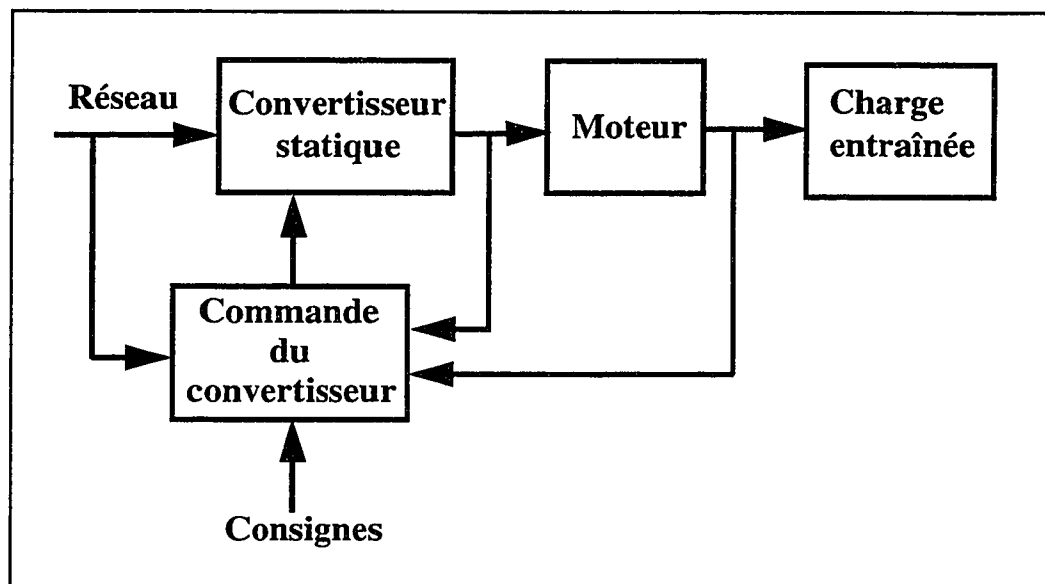 Réseau
Convertisseur
statique
Moteur
Charge
entraînée
Commande
du
convertisseur
Consignes